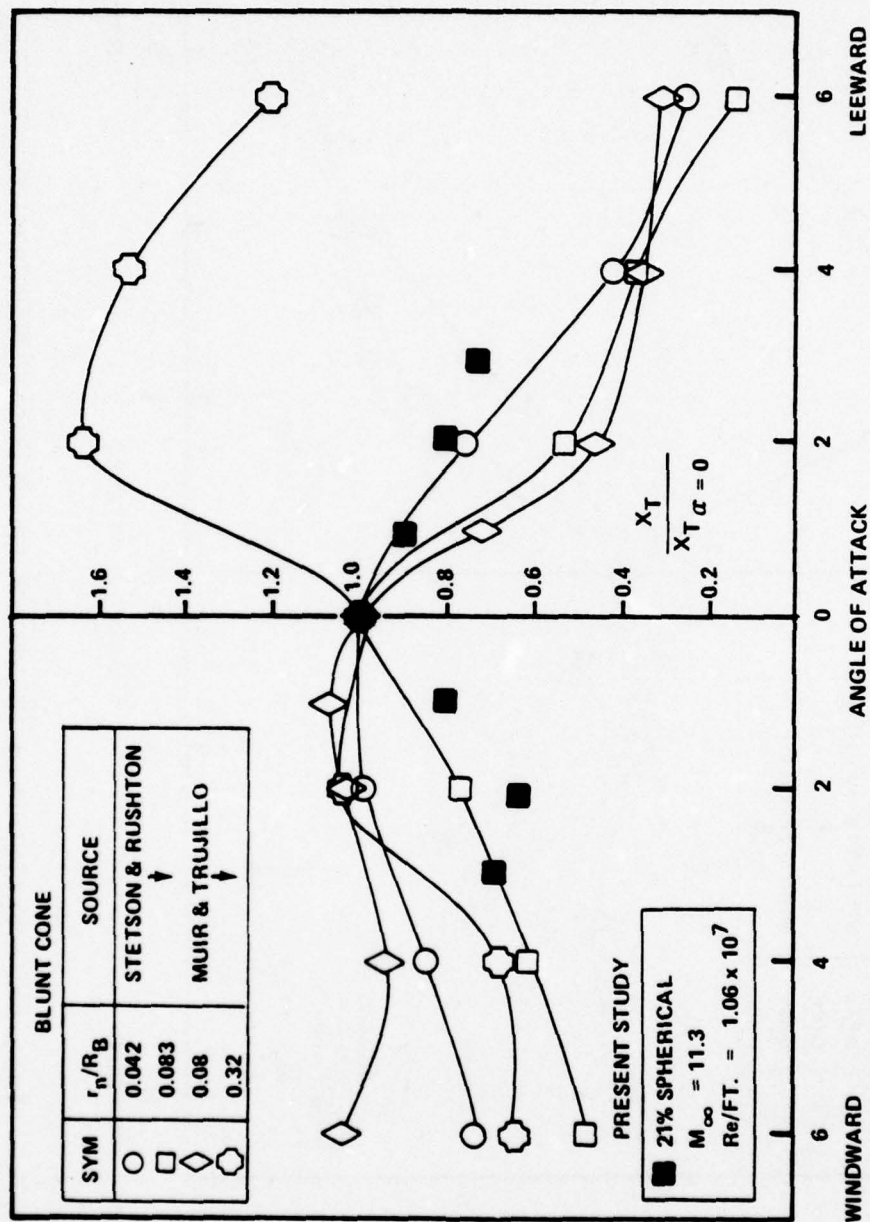 BLUNT CONE
SYM rₙ/R_B SOURCE
0.042 STETSON & RUSHTON
0.083
0.08 MUIR & TRUJILLO
0.32
1.6
1.4
1.2
1.0
0.8
0.6
0.4
0.2
X_T
X_T α = 0
PRESENT STUDY
21% SPHERICAL
M∞ = 11.3
Re/FT. = 1.06 x 10⁷
6 4 2 0 2 4 6
WINDWARD ANGLE OF ATTACK LEEWARD